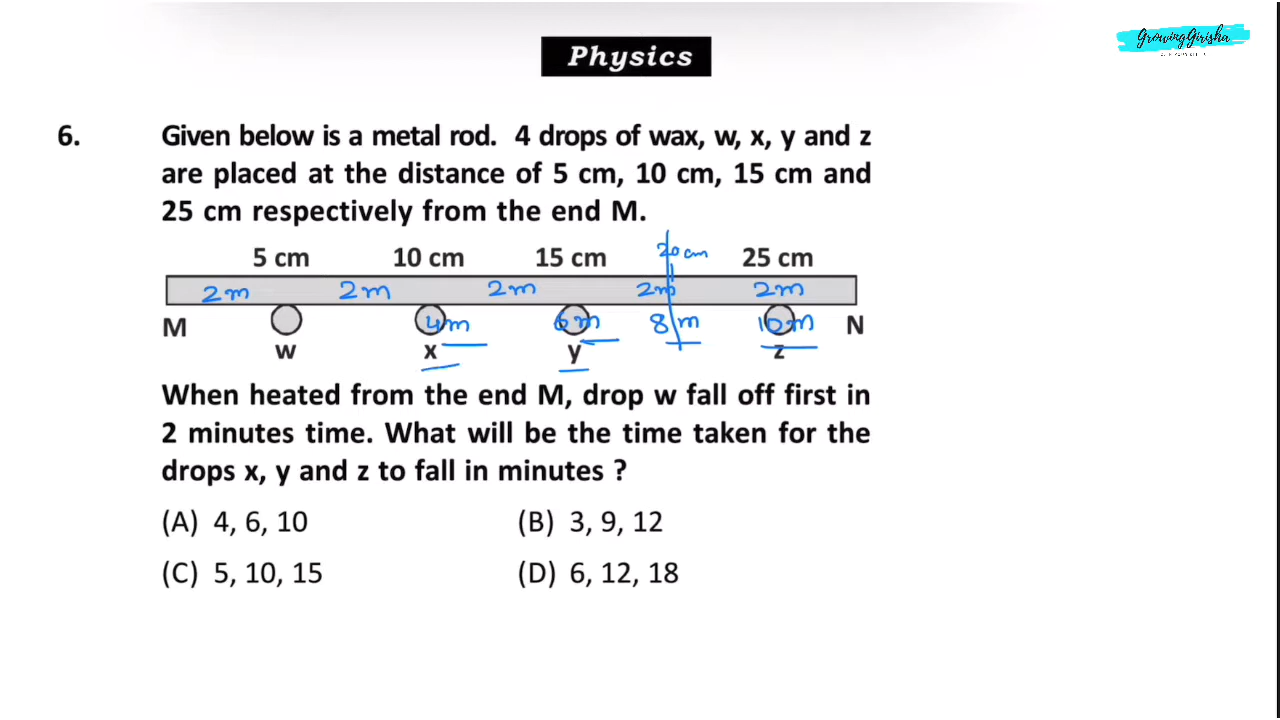 GrowingGirisha
Physics
6. Given below is a metal rod. 4 drops of wax, w, x, y and z
are placed at the distance of 5 cm, 10 cm, 15 cm and
25 cm respectively from the end M.
5 cm 10 cm 15 cm 20 cm 25 cm
2m 2m 2m 2m 2m
M 4m 6m 8m 10m N
w x y z
When heated from the end M, drop w fall off first in
2 minutes time. What will be the time taken for the
drops x, y and z to fall in minutes ?
(A) 4, 6, 10 (B) 3, 9, 12
(C) 5, 10, 15 (D) 6, 12, 18